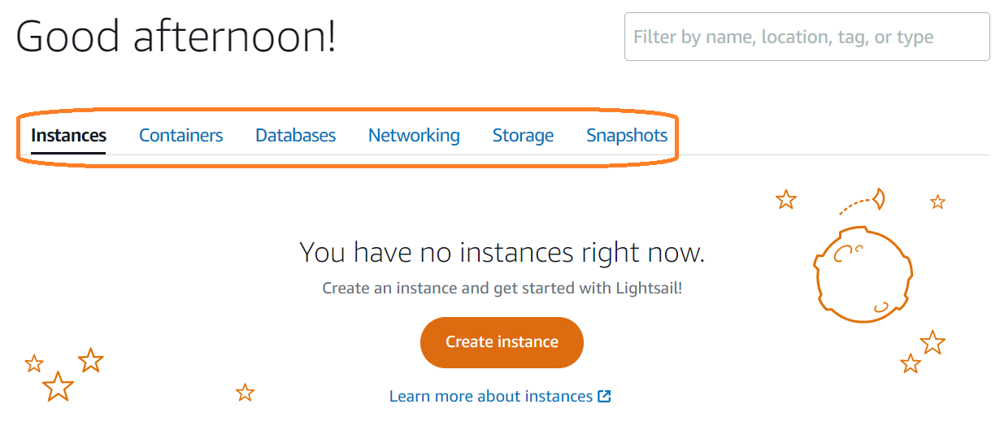 Good afternoon!
Filter by name, location, tag, or type
Instances Containers Databases Networking Storage Snapshots
You have no instances right now.
Create an instance and get started with Lightsail!
Create instance
Learn more about instances